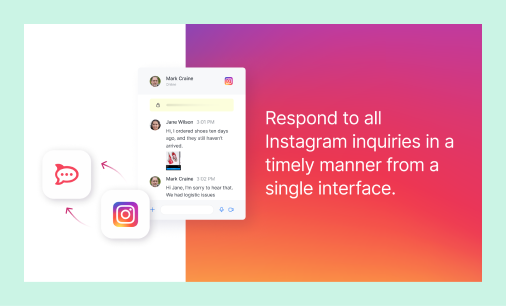 Mark Craine
Online
Jane Wilson 3:01 PM
Hi, I ordered shoes ten days
ago, and they still haven't
arrived.
Mark Craine 3:02 PM
Hi Jane, I'm sorry to hear that.
We had logistic issues
Respond to all
Instagram inquiries in a
timely manner from a
single interface.